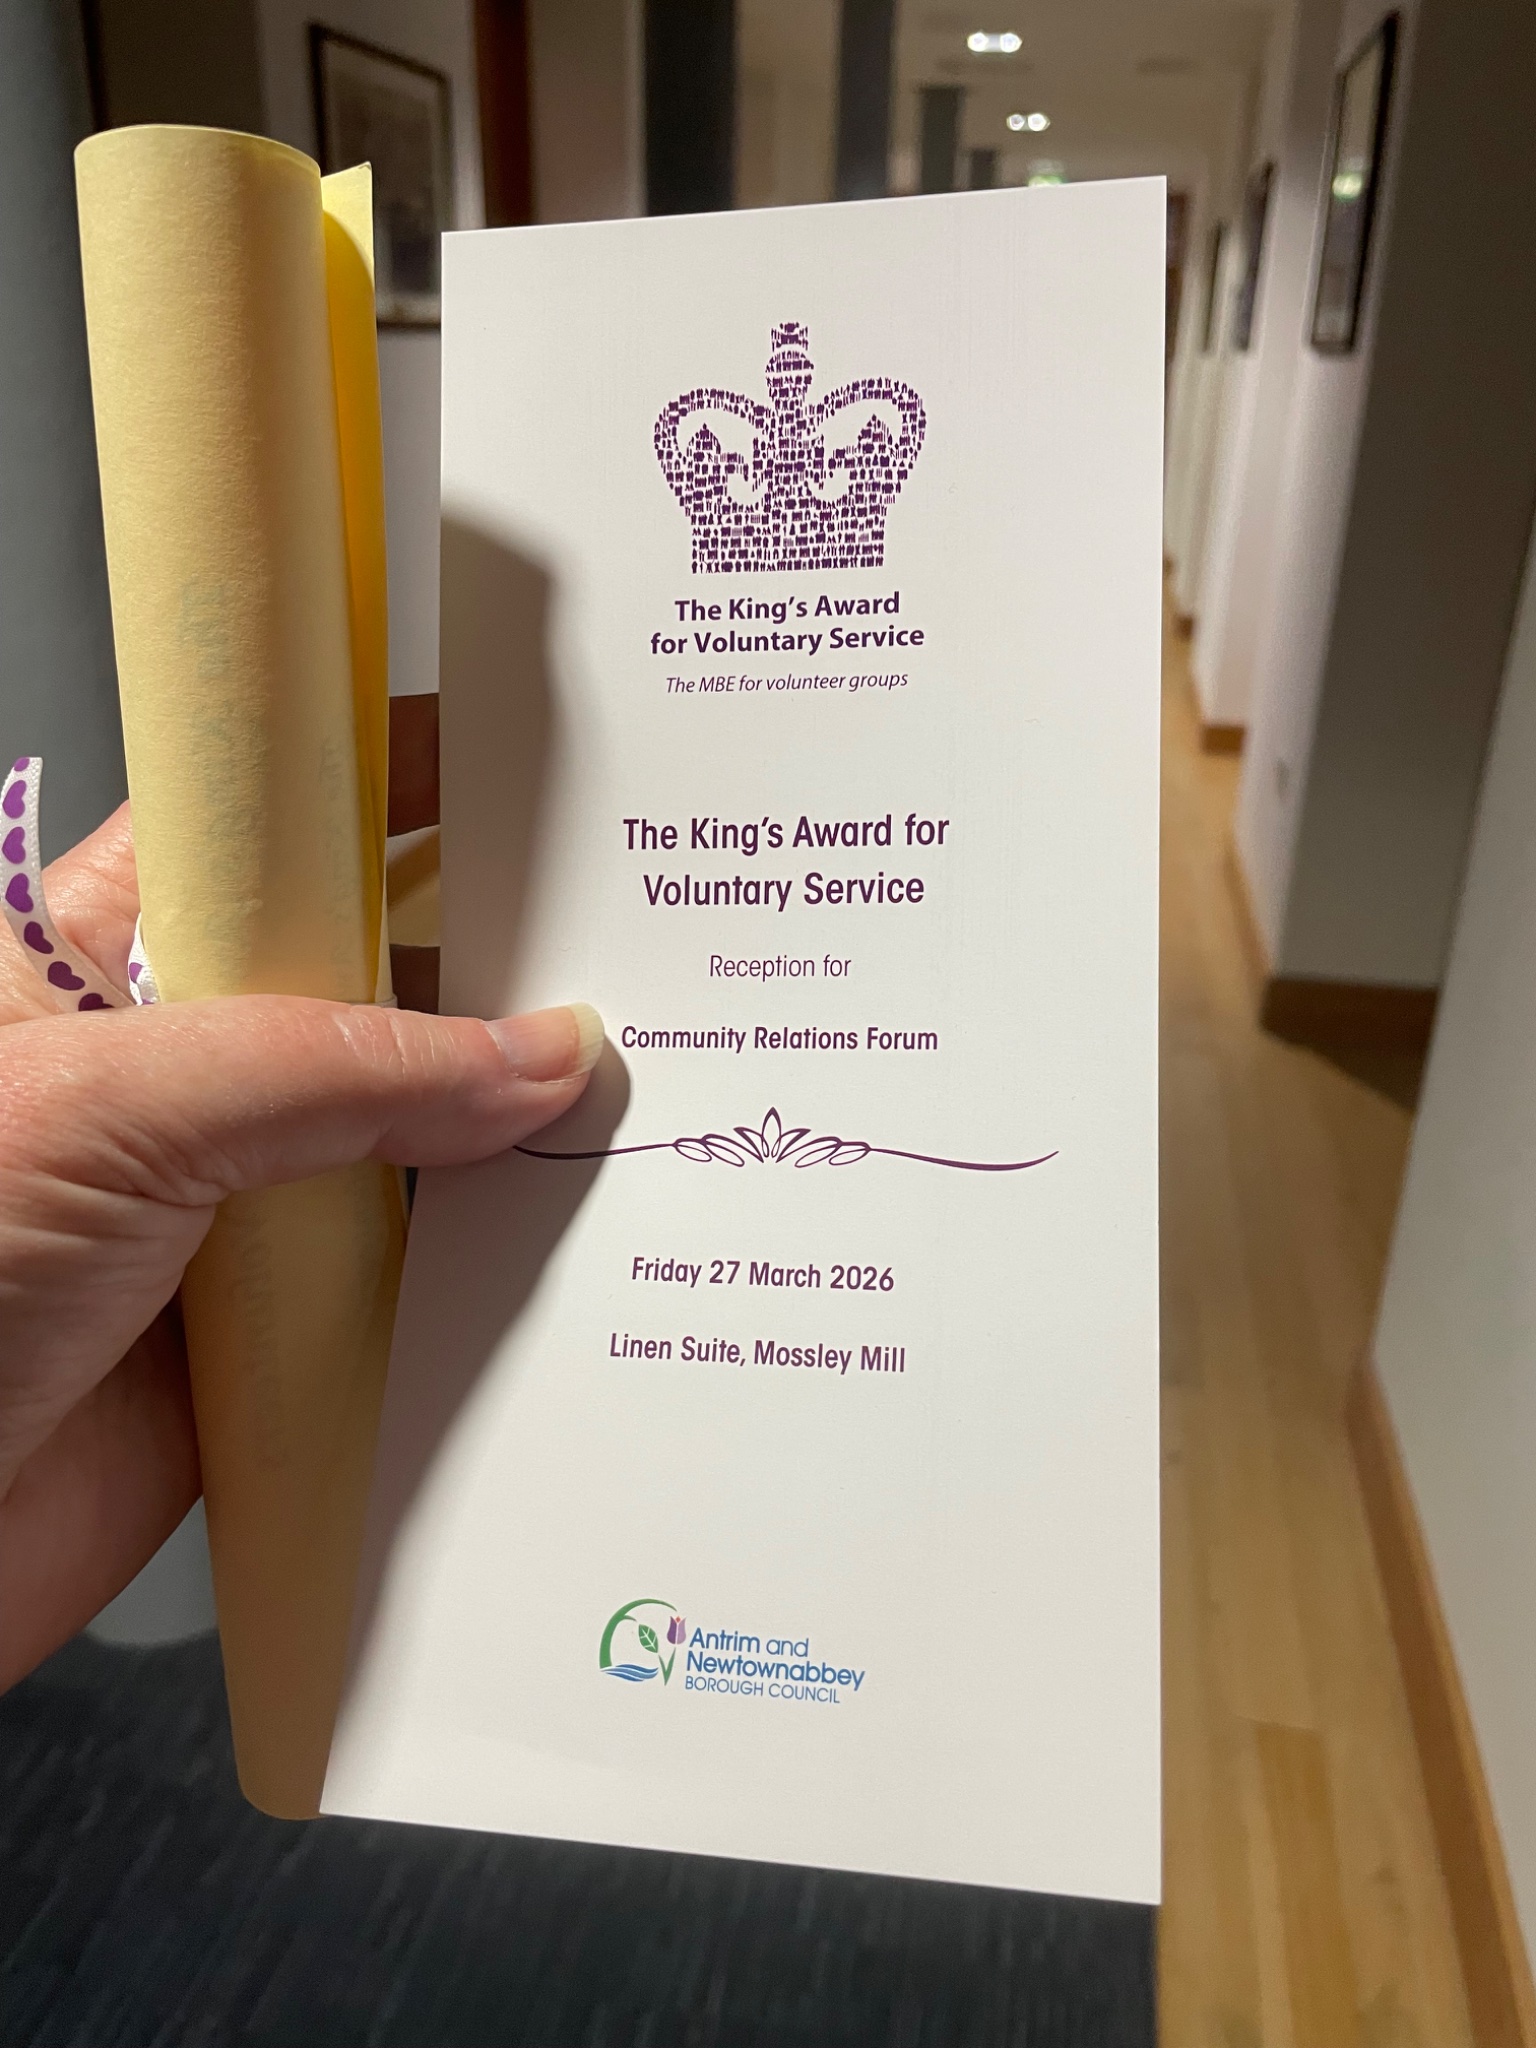 The King's Award
for Voluntary Service
The MBE for volunteer groups
The King's Award for
Voluntary Service
Reception for
Community Relations Forum
Friday 27 March 2026
Linen Suite, Mossley Mill
Antrim and
Newtownabbey
BOROUGH COUNCIL